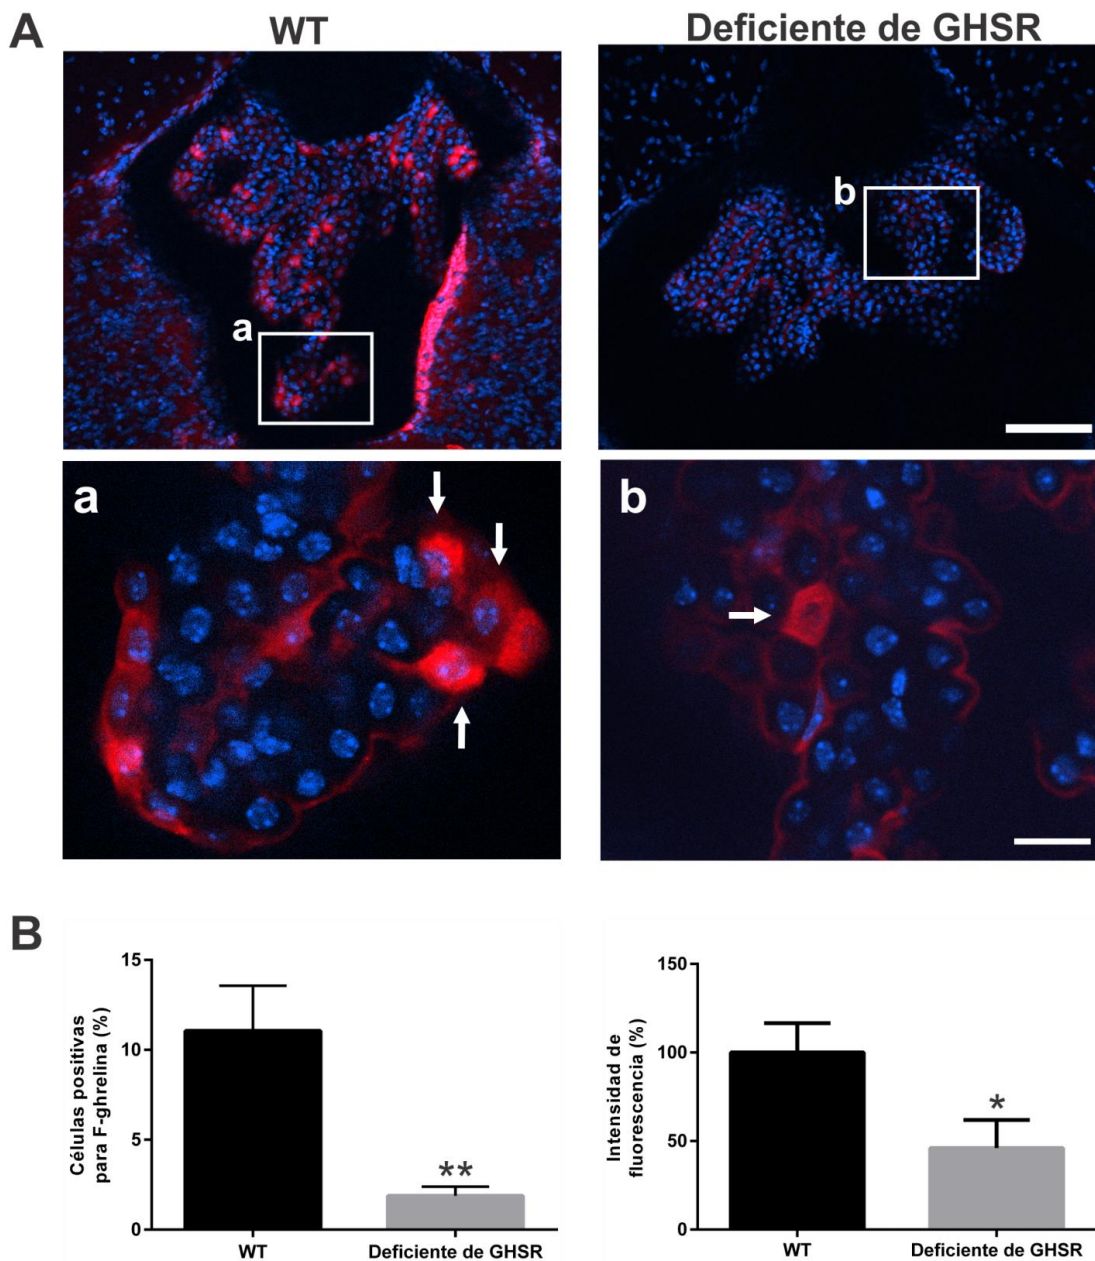 A
WT
Deficiente de GHSR
a
b
a
b
B
15
10
5
0
Células positivas
para F-ghrelina (%)
**
WT
Deficiente de GHSR
150
100
50
0
Intensidad de
fluorescencia (%)
*
WT
Deficiente de GHSR